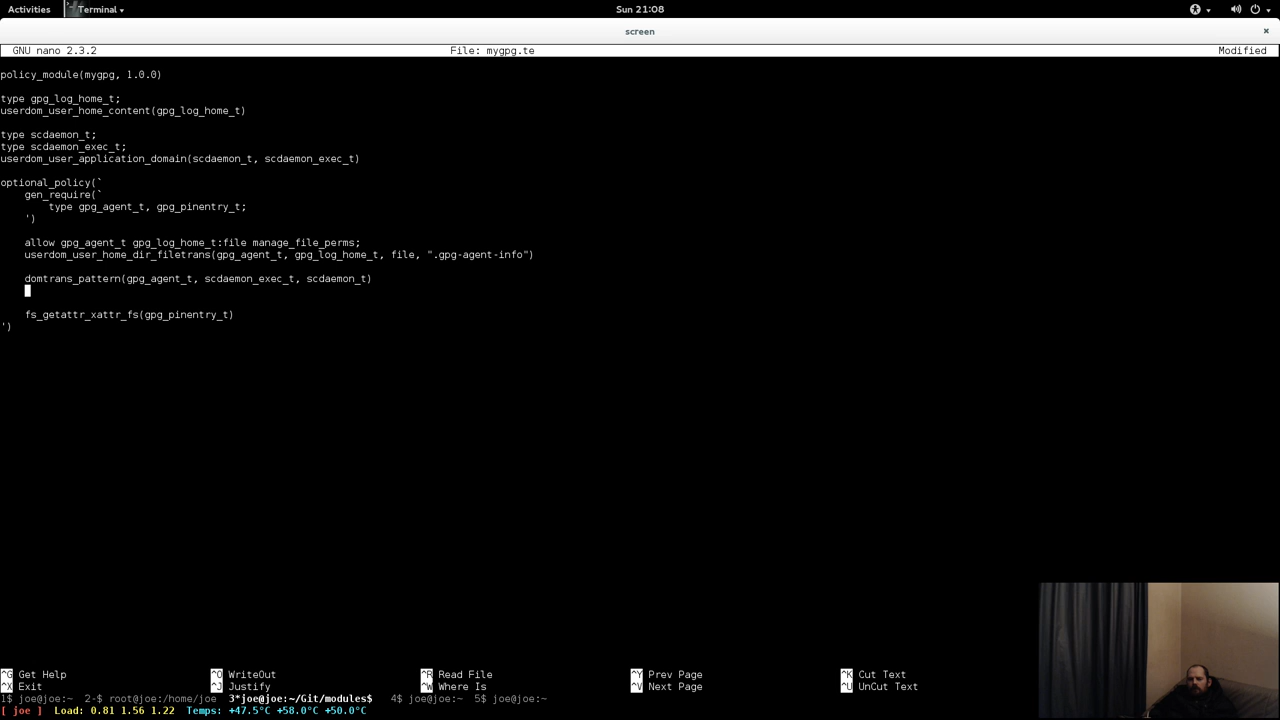 Activities Terminal Sun 21:08
screen ×
GNU nano 2.3.2 File: mygpg.te Modified
policy_module(mygpg, 1.0.0)
type gpg_log_home_t;
userdom_user_home_content(gpg_log_home_t)
type scdaemon_t;
type scdaemon_exec_t;
userdom_user_application_domain(scdaemon_t, scdaemon_exec_t)
optional_policy(`
gen_require(`
type gpg_agent_t, gpg_pinentry_t;
')
allow gpg_agent_t gpg_log_home_t:file manage_file_perms;
userdom_user_home_dir_filetrans(gpg_agent_t, gpg_log_home_t, file, ".gpg-agent-info")
domtrans_pattern(gpg_agent_t, scdaemon_exec_t, scdaemon_t)
fs_getattr_xattr_fs(gpg_pinentry_t)
')
^G Get Help ^O WriteOut ^R Read File ^Y Prev Page ^K Cut Text
^X Exit ^J Justify ^W Where Is ^V Next Page ^U UnCut Text
1$ joe@joe:~ 2-$ root@joe:/home/joe 3*joe@joe:~/Git/modules$ 4$ joe@joe:~ 5$ joe@joe:~
[ joe ] Load: 0.81 1.56 1.22 Temps: +47.5°C +58.0°C +50.0°C